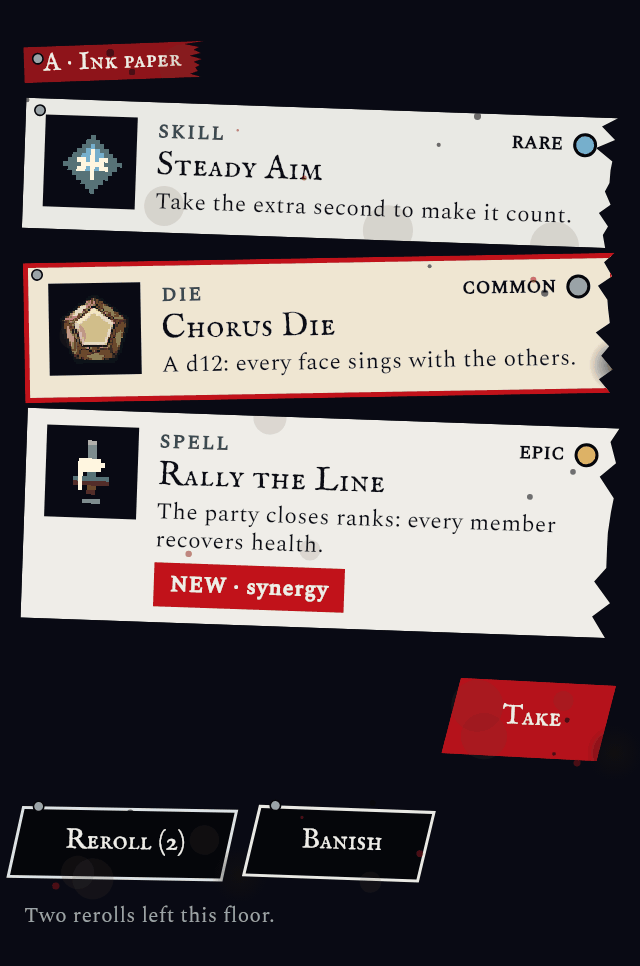 A · Ink paper
SKILL
RARE
Steady Aim
Take the extra second to make it count.
DIE
COMMON
Chorus Die
A d12: every face sings with the others.
SPELL
EPIC
Rally the Line
The party closes ranks: every member
recovers health.
NEW · synergy
Take
Reroll (2)
Banish
Two rerolls left this floor.